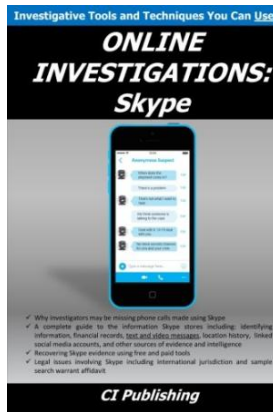 Investigative Tools and Techniques You Can Use
ONLINE
INVESTIGATIONS:
Skype
Anonymous Suspect
✓ Why investigators may be missing phone calls made using Skype
✓ A complete guide to the information Skype stores including: identifying
information, financial records, text and video messages, location history, linked
social media accounts, and other sources of evidence and intelligence
✓ Recovering Skype evidence using free and paid tools
✓ Legal issues involving Skype including international jurisdiction and sample
search warrant affidavit
CI Publishing